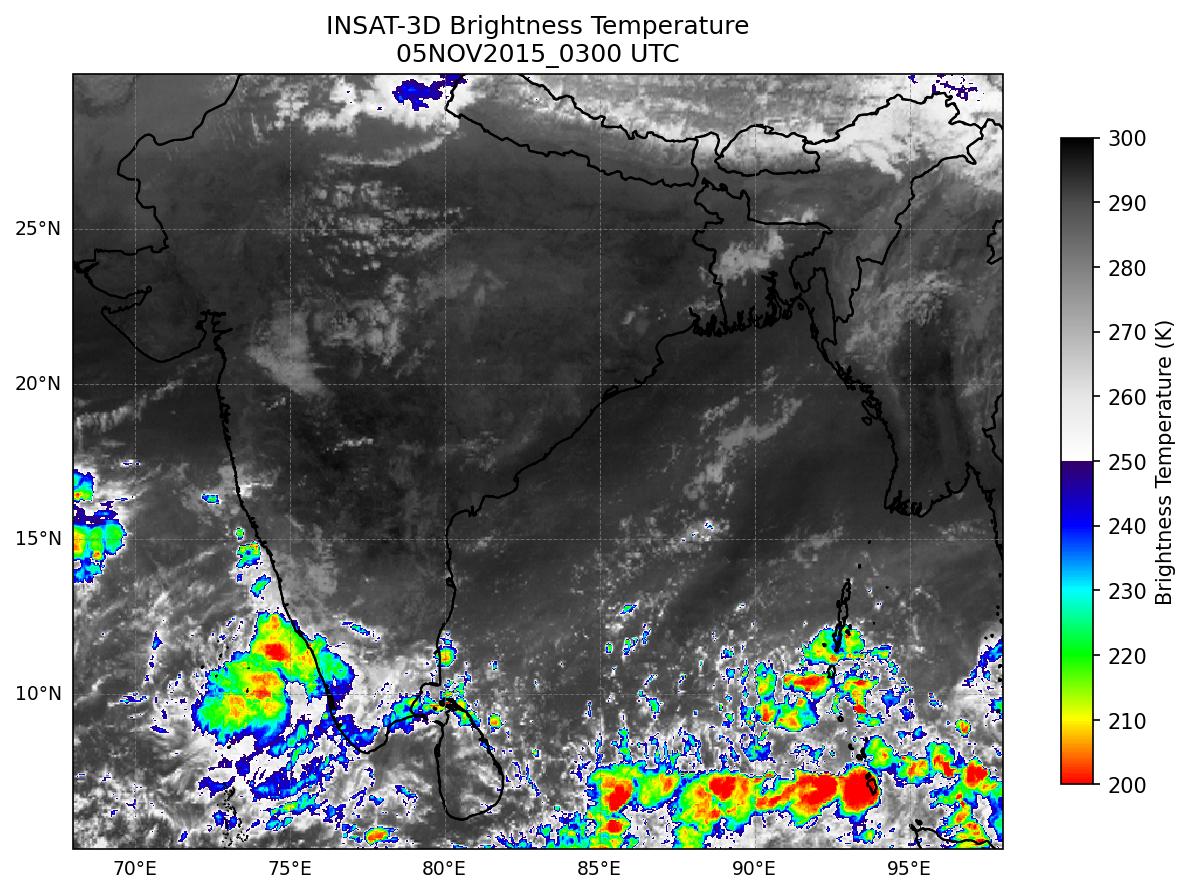 INSAT-3D Brightness Temperature
05NOV2015_0300 UTC
25°N
20°N
15°N
10°N
70°E
75°E
80°E
85°E
90°E
95°E
300
290
280
270
260
250
240
230
220
210
200
Brightness Temperature (K)